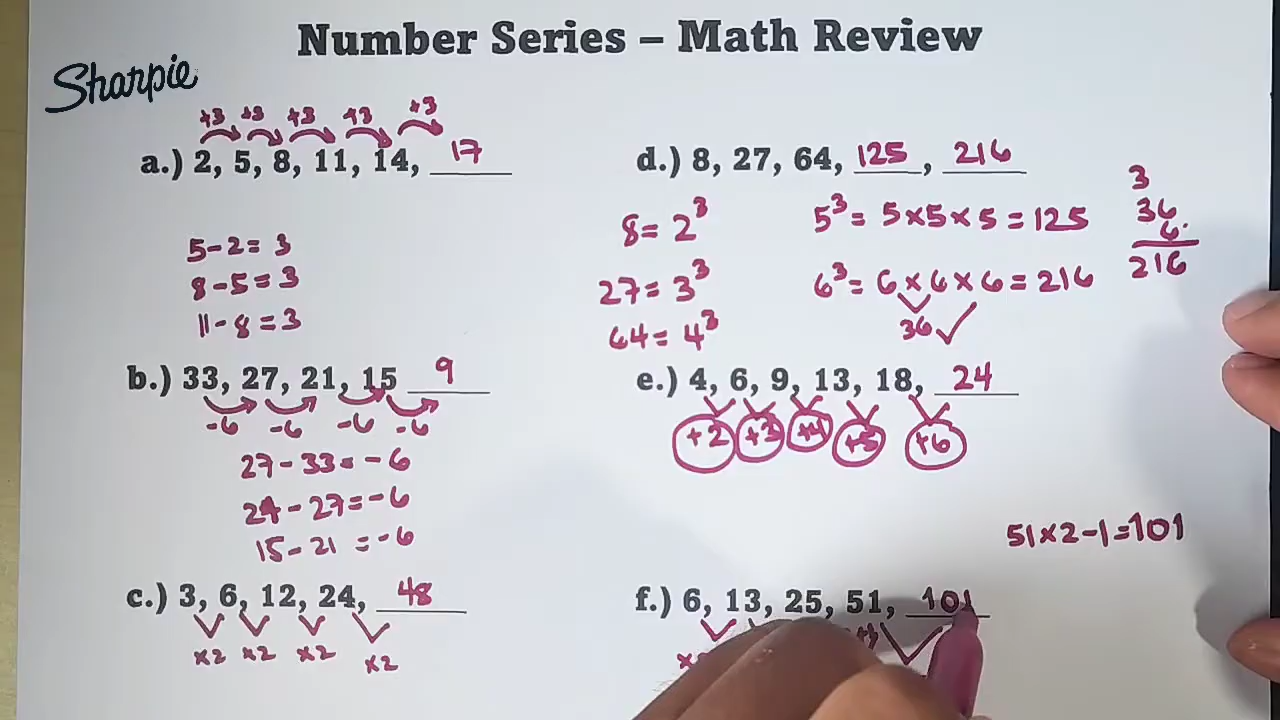 Number Series – Math Review
Sharpie
+3 +3 +3 +3 +3
a.) 2, 5, 8, 11, 14, 17
5-2= 3
8-5= 3
11-8=3
b.) 33, 27, 21, 15 9
-6 -6 -6 -6
27-33=-6
21-27=-6
15-21=-6
c.) 3, 6, 12, 24, 48
×2 ×2 ×2 ×2
d.) 8, 27, 64, 125, 216
8=2³
27=3³
64=4³
5³= 5×5×5=125
6³= 6×6×6=216
36
3
36
6
216
e.) 4, 6, 9, 13, 18, 24
+2 +3 +4 +5 +6
51×2-1=101
f.) 6, 13, 25, 51, 101